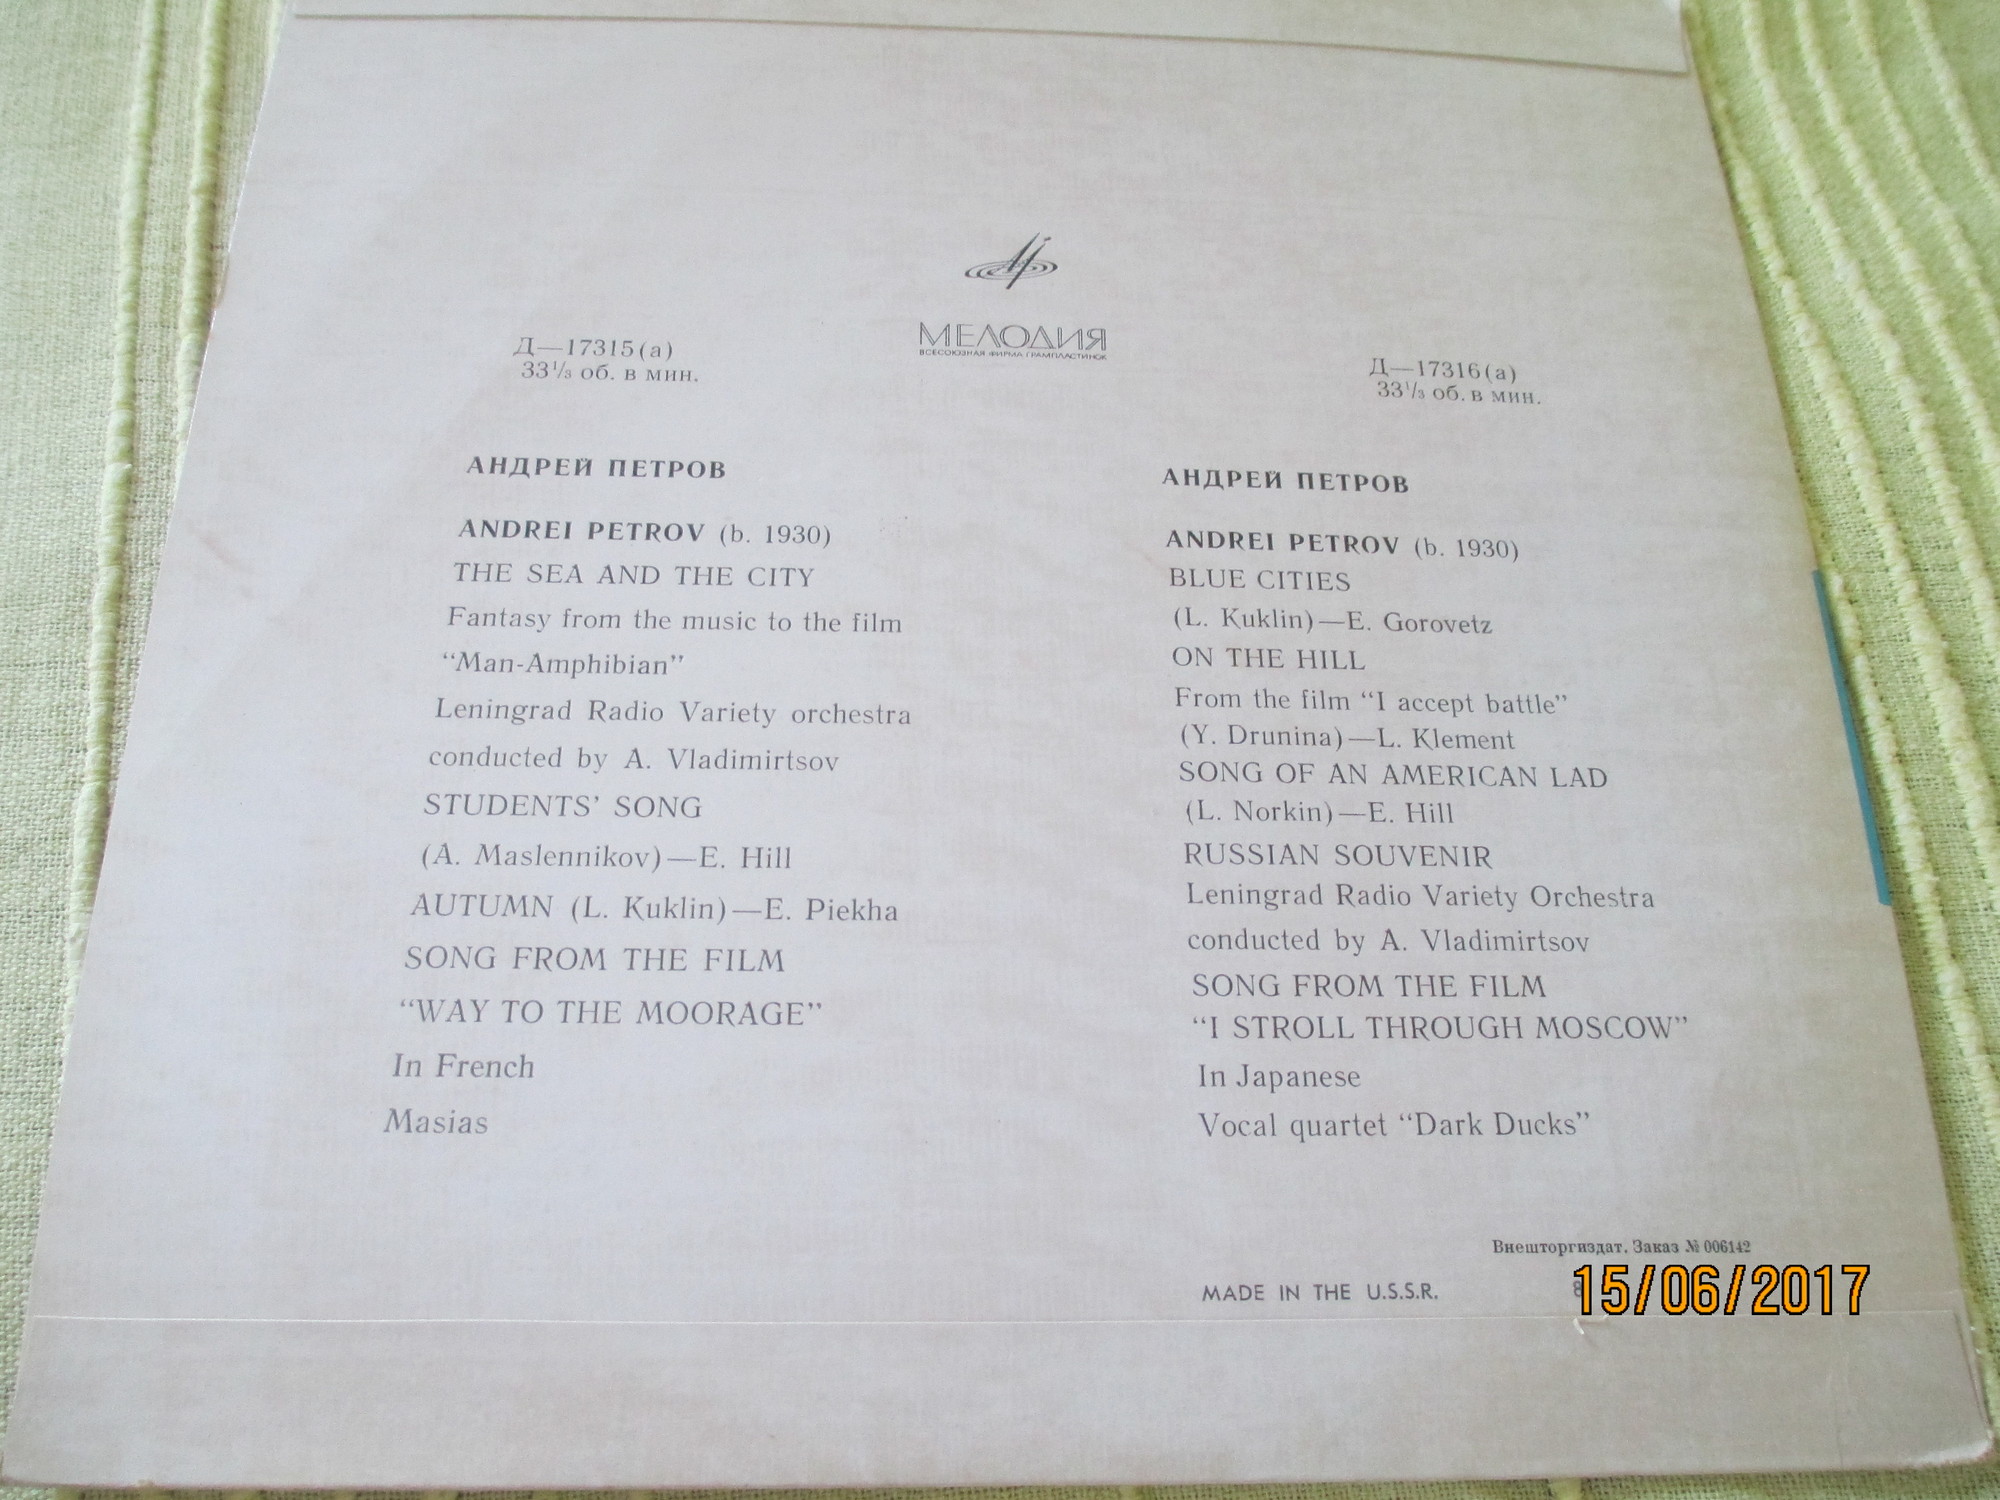 МЕЛОДИЯ
ВСЕСОЮЗНАЯ ФИРМА ГРАМПЛАСТИНОК
Д—17315(а)
33 1/3 об. в мин.
АНДРЕЙ ПЕТРОВ
ANDREI PETROV (b. 1930)
THE SEA AND THE CITY
Fantasy from the music to the film
“Man-Amphibian”
Leningrad Radio Variety orchestra
conducted by A. Vladimirtsov
STUDENTS’ SONG
(A. Maslennikov)—E. Hill
AUTUMN (L. Kuklin)—E. Piekha
SONG FROM THE FILM
“WAY TO THE MOORAGE”
In French
Masias
Д—17316(а)
33 1/3 об. в мин.
АНДРЕЙ ПЕТРОВ
ANDREI PETROV (b. 1930)
BLUE CITIES
(L. Kuklin)—E. Gorovetz
ON THE HILL
From the film “I accept battle”
(Y. Drunina)—L. Klement
SONG OF AN AMERICAN LAD
(L. Norkin)—E. Hill
RUSSIAN SOUVENIR
Leningrad Radio Variety Orchestra
conducted by A. Vladimirtsov
SONG FROM THE FILM
“I STROLL THROUGH MOSCOW”
In Japanese
Vocal quartet “Dark Ducks”
Внешторгиздат. Заказ № 006142
MADE IN THE U.S.S.R.
15/06/2017